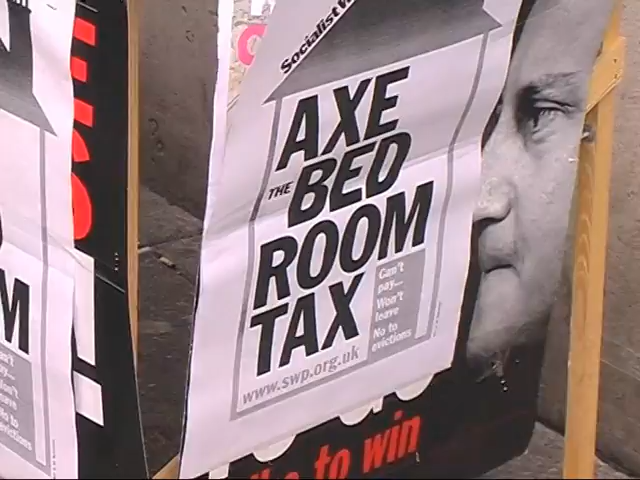 Socialist W
AXE
THE BED
ROOM
TAX
Can't
pay...
Won't
leave
No to
evictions
www.swp.org.uk
to win
M